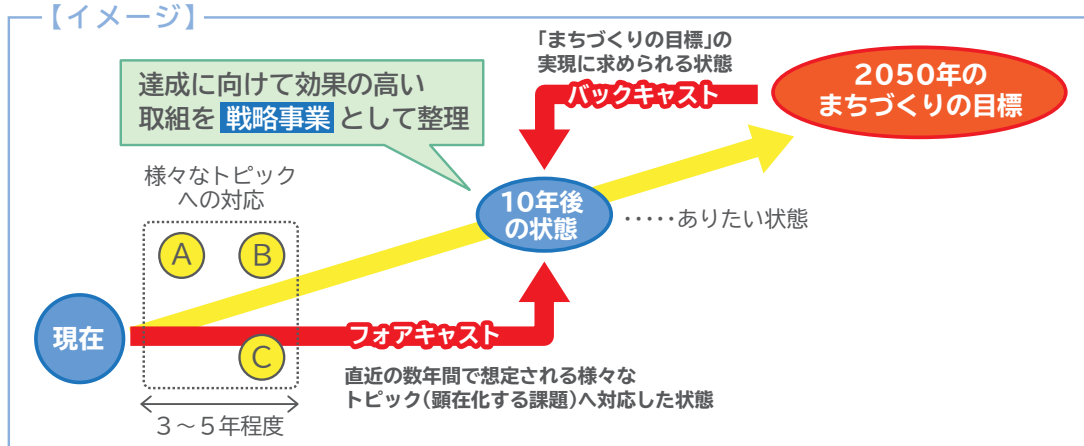 【イメージ】
「まちづくりの目標」の
実現に求められる状態
バックキャスト
2050年の
まちづくりの目標
達成に向けて効果の高い
取組を 戦略事業 として整理
様々なトピック
への対応
A
B
10年後
の状態
‥‥‥ありたい状態
現在
フォアキャスト
C
直近の数年間で想定される様々な
トピック(顕在化する課題)へ対応した状態
3~5年程度